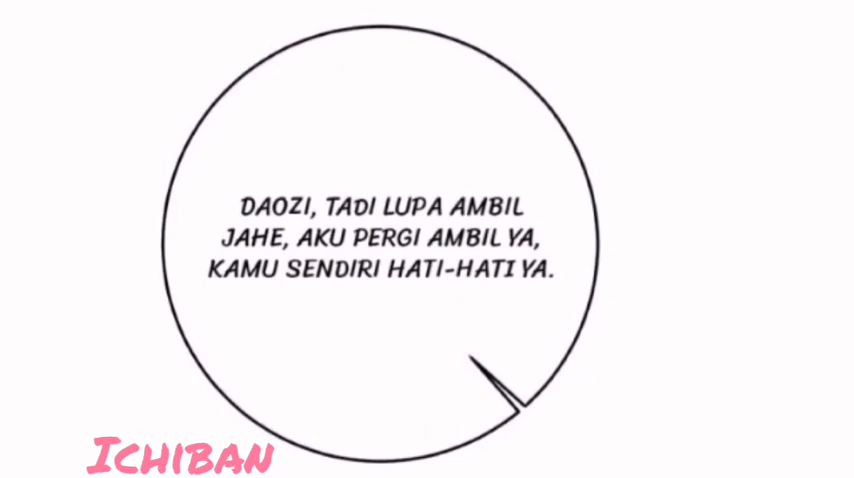 DAOZI, TADI LUPA AMBIL
JAHE, AKU PERGI AMBIL YA,
KAMU SENDIRI HATI-HATI YA.
ICHIBAN